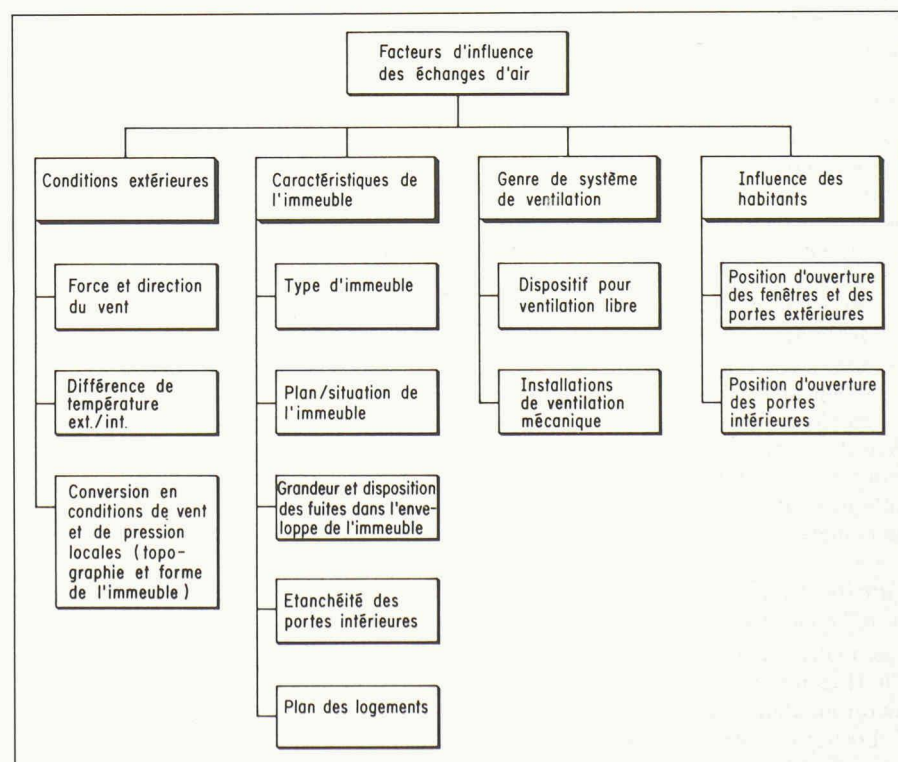 Facteurs d'influence
des échanges d'air
Conditions extérieures
Force et direction
du vent
Différence de
température
ext./int.
Conversion en
conditions de vent
et de pression
locales (topo-
graphie et forme
de l'immeuble)
Caractéristiques de
l'immeuble
Type d'immeuble
Plan/situation de
l'immeuble
Grandeur et disposition
des fuites dans l'enve-
loppe de l'immeuble
Etanchéité des
portes intérieures
Plan des logements
Genre de système
de ventilation
Dispositif pour
ventilation libre
Installations
de ventilation
mécanique
Influence des
habitants
Position d'ouverture
des fenêtres et des
portes extérieures
Position d'ouverture
des portes
intérieures